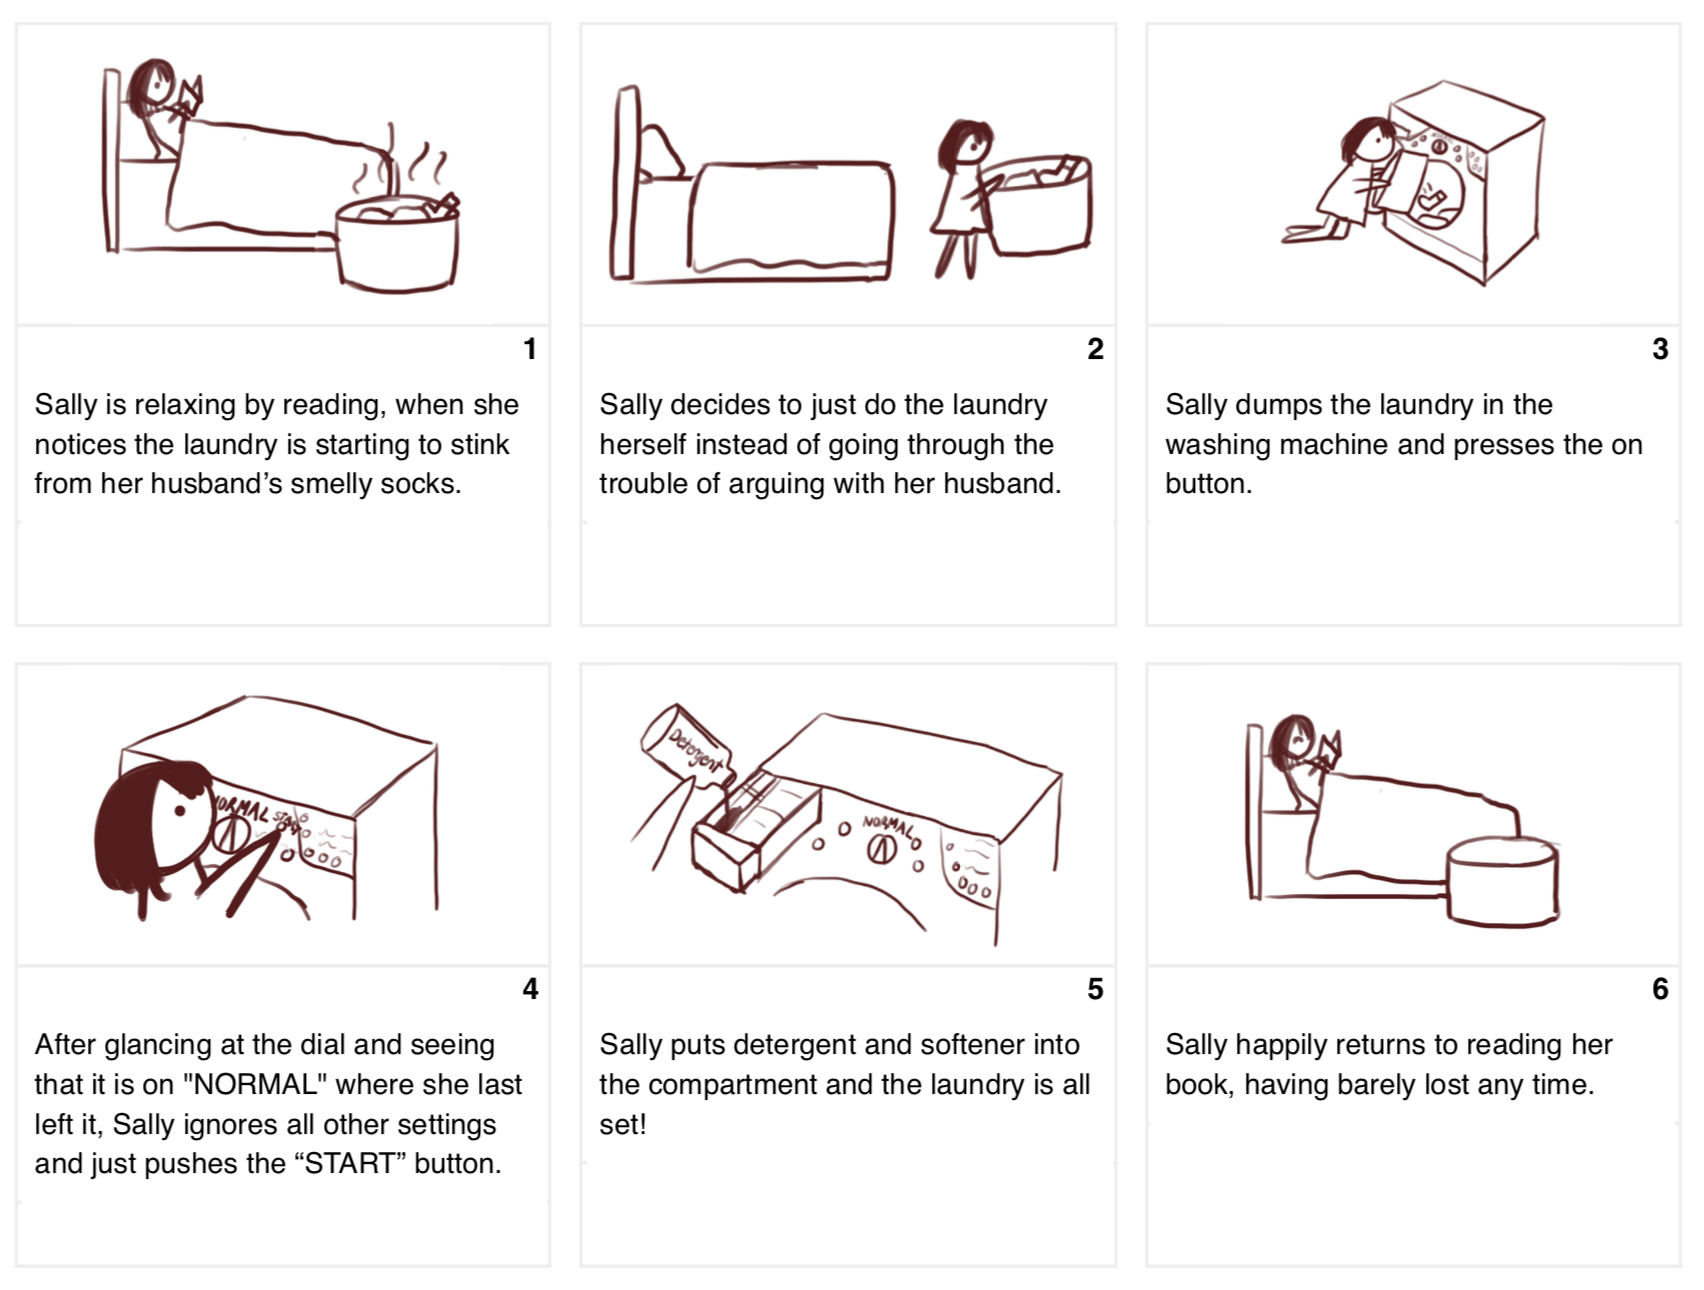 1
Sally is relaxing by reading, when she
notices the laundry is starting to stink
from her husband’s smelly socks.
2
Sally decides to just do the laundry
herself instead of going through the
trouble of arguing with her husband.
NORMAL
3
Sally dumps the laundry in the
washing machine and presses the on
button.
NORMAL
START
4
After glancing at the dial and seeing
that it is on "NORMAL" where she last
left it, Sally ignores all other settings
and just pushes the “START” button.
Detergent
NORMAL
5
Sally puts detergent and softener into
the compartment and the laundry is all
set!
6
Sally happily returns to reading her
book, having barely lost any time.